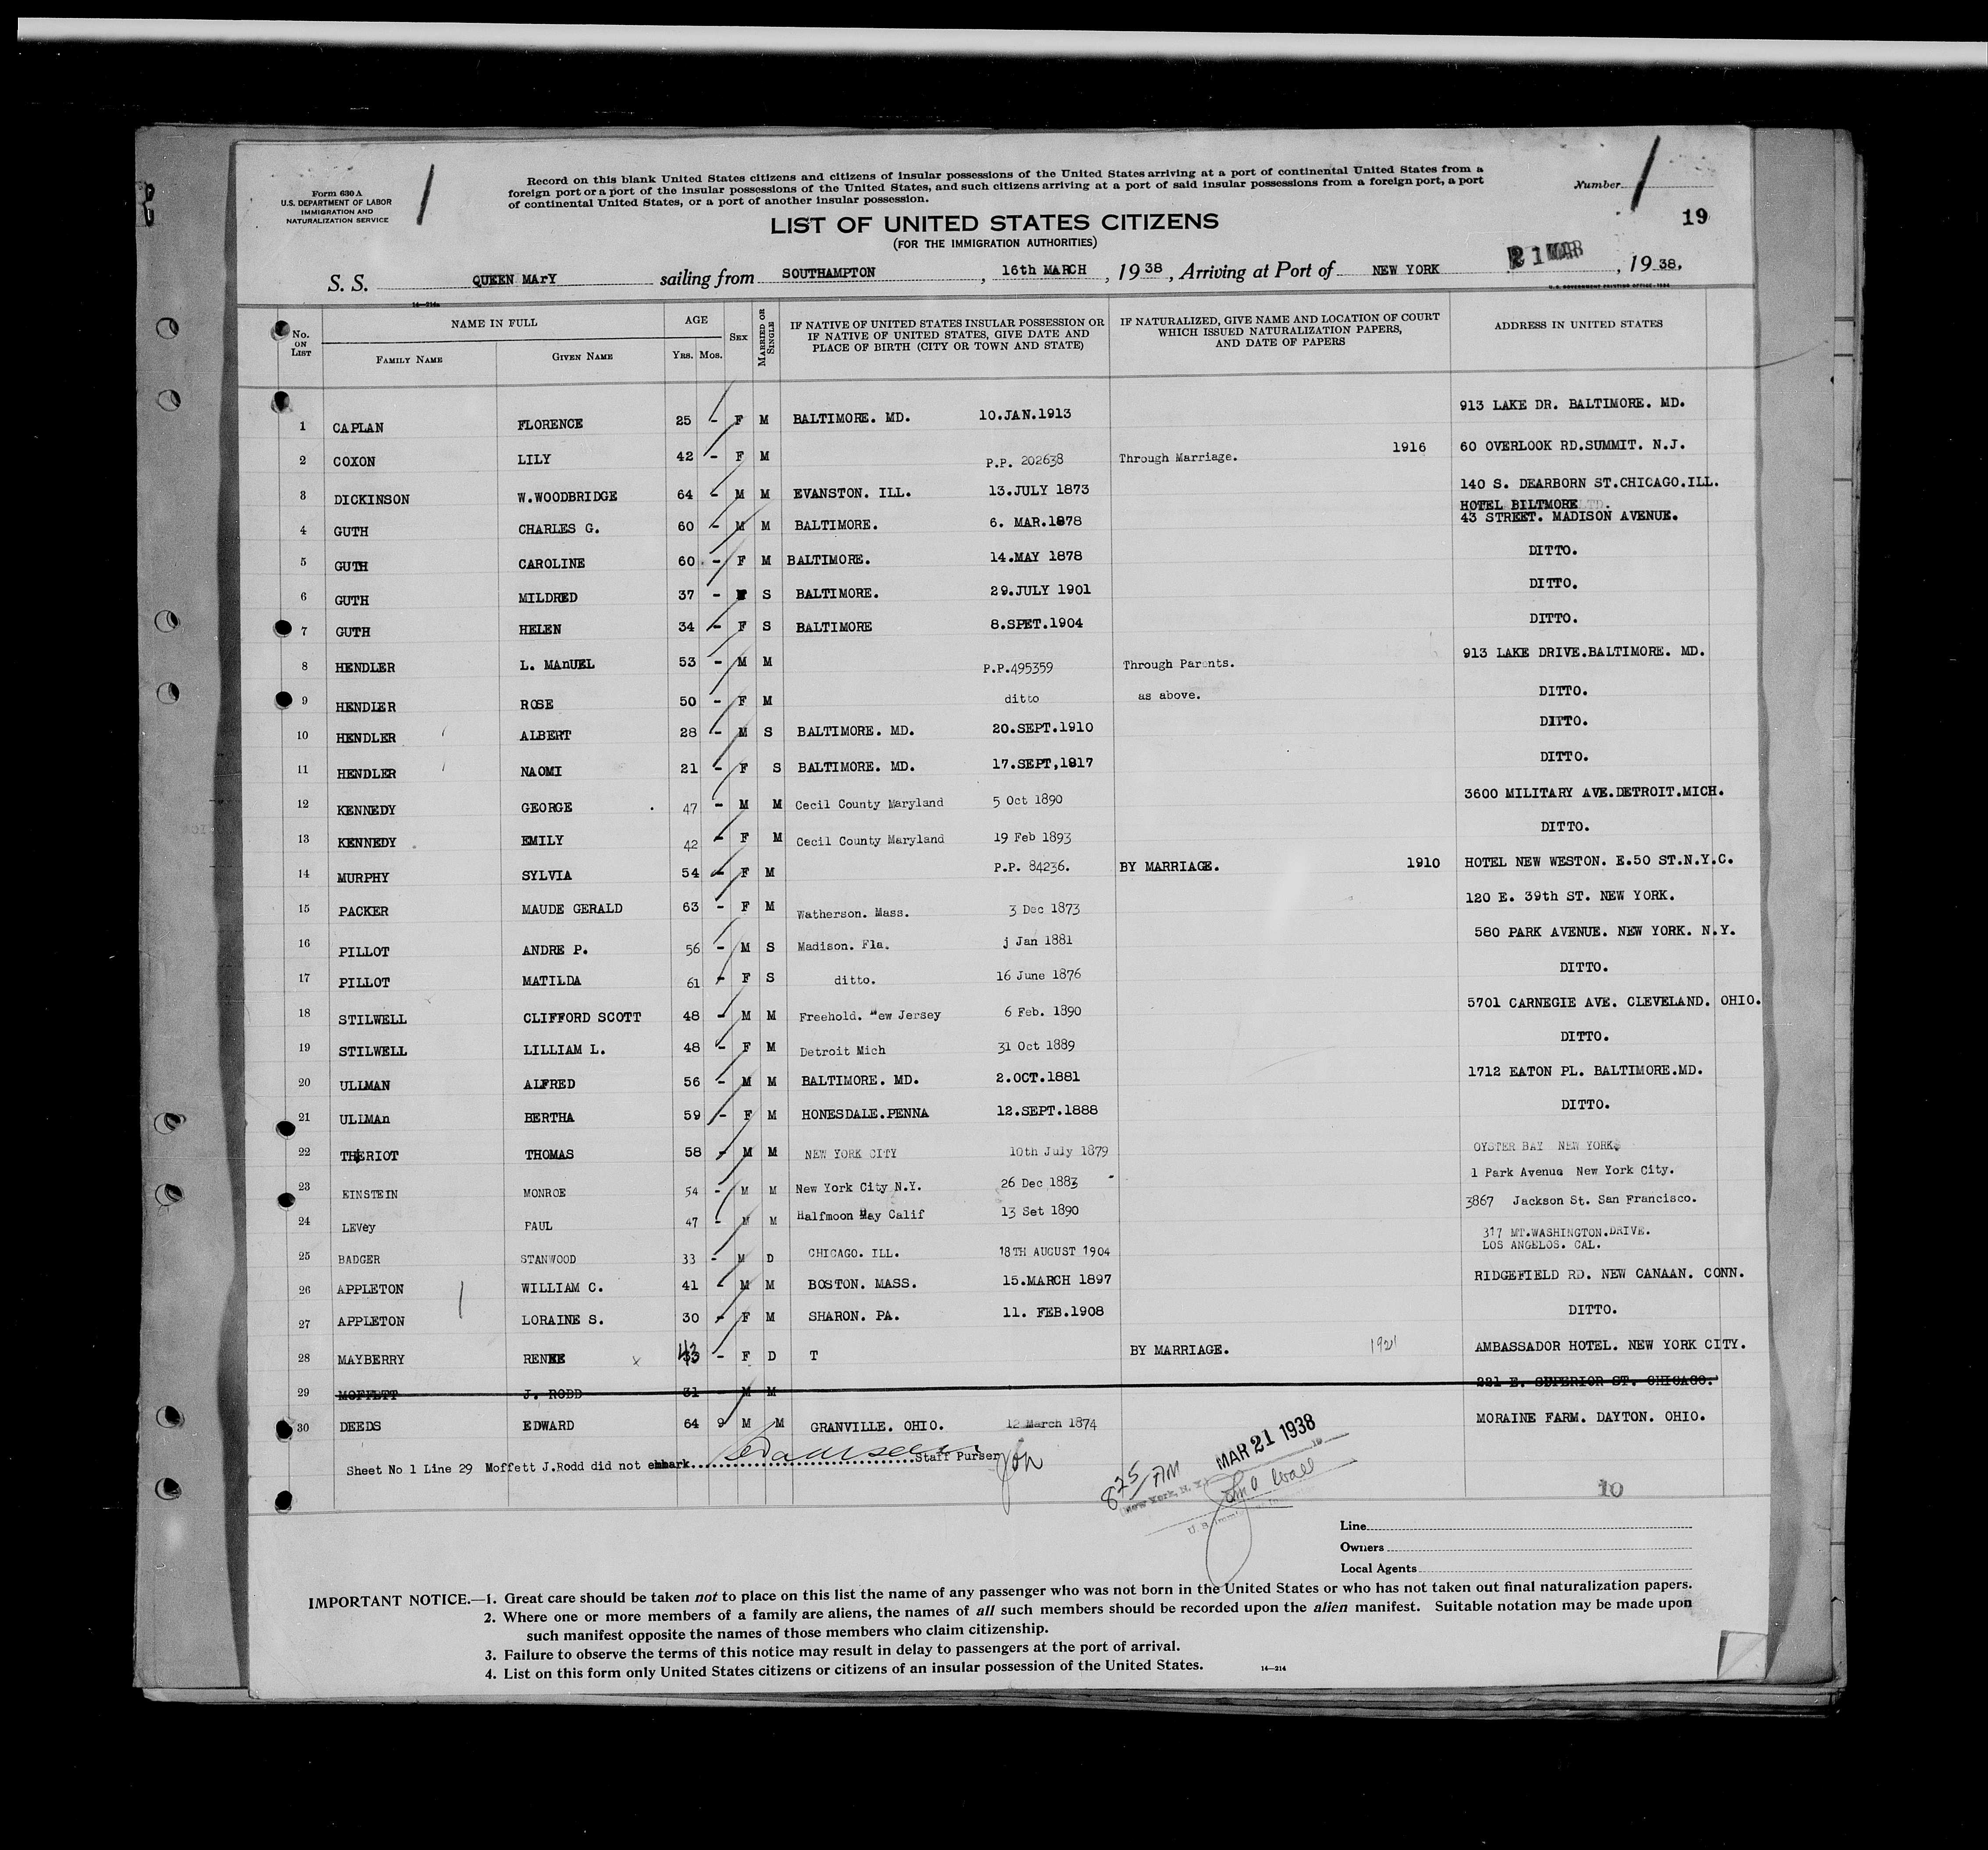 Form 630 A
U.S. DEPARTMENT OF LABOR
IMMIGRATION AND
NATURALIZATION SERVICE
Record on this blank United States citizens and citizens of insular possessions of the United States arriving at a port of continental United States from a
foreign port or a port of the insular possessions of the United States, and such citizens arriving at a port of said insular possessions from a foreign port, a port
of continental United States, or a port of another insular possession.
Number
19
LIST OF UNITED STATES CITIZENS
(FOR THE IMMIGRATION AUTHORITIES)
S. S. QUEEN MArY sailing from SOUTHAMPTON, 16th MARCH, 19 38, Arriving at Port of NEW YORK 21 MAR, 19 38.
14—214a
U.S. GOVERNMENT PRINTING OFFICE: 1934
No. ON LIST NAME IN FULL FAMILY NAME GIVEN NAME AGE YRS. MOS. SEX MARRIED OR SINGLE IF NATIVE OF UNITED STATES INSULAR POSSESSION OR IF NATIVE OF UNITED STATES, GIVE DATE AND PLACE OF BIRTH (CITY OR TOWN AND STATE) IF NATURALIZED, GIVE NAME AND LOCATION OF COURT WHICH ISSUED NATURALIZATION PAPERS, AND DATE OF PAPERS ADDRESS IN UNITED STATES
1 CAPLAN FLORENCE 25 - F M BALTIMORE. MD. 10.JAN.1913 913 LAKE DR. BALTIMORE. MD.
2 COXON LILY 42 - F M P.P. 202638 Through Marriage. 1916 60 OVERLOOK RD.SUMMIT. N.J.
3 DICKINSON W.WOODBRIDGE 64 - M M EVANSTON. ILL. 13.JULY 1873 140 S. DEARBORN ST.CHICAGO.ILL.
4 GUTH CHARLES G. 60 - M M BALTIMORE. 6. MAR.1878 HOTEL BILTMORE LTD.
43 STREET. MADISON AVENUE.
5 GUTH CAROLINE 60. - F M BALTIMORE. 14.MAY 1878 DITTO.
6 GUTH MILDRED 37 - F S BALTIMORE. 29.JULY 1901 DITTO.
7 GUTH HELEN 34 - F S BALTIMORE 8.SPET.1904 DITTO.
8 HENDLER L. MAnUEL 53 - M M P.P.495359 Through Parents. 913 LAKE DRIVE.BALTIMORE. MD.
9 HENDLER ROSE 50 - F M ditto as above. DITTO.
10 HENDLER ALBERT 28 - M S BALTIMORE. MD. 20.SEPT.1910 DITTO.
11 HENDLER NAOMI 21 - F S BALTIMORE. MD. 17.SEPT,1917 DITTO.
12 KENNEDY GEORGE . 47 - M M Cecil County Maryland 5 Oct 1890 3600 MILITARY AVE.DETROIT.MICH.
13 KENNEDY EMILY 42 - F M Cecil County Maryland 19 Feb 1893 DITTO.
14 MURPHY SYLVIA 54 - F M P.P. 84236. BY MARRIAGE. 1910 HOTEL NEW WESTON. E.50 ST.N.Y.C.
15 PACKER MAUDE GERALD 63 - F M Watherson. Mass. 3 Dec 1873 120 E. 39th ST. NEW YORK.
16 PILLOT ANDRE P. 56 - M S Madison. Fla. j Jan 1881 580 PARK AVENUE. NEW YORK. N.Y.
17 PILLOT MATILDA 61 - F S ditto. 16 June 1876 DITTO.
18 STILWELL CLIFFORD SCOTT 48 - M M Freehold. New Jersey 6 Feb. 1890 5701 CARNEGIE AVE. CLEVELAND. OHIO.
19 STILWELL LILLIAM L. 48 - F M Detroit Mich 31 Oct 1889 DITTO.
20 ULLMAN ALFRED 56 - M M BALTIMORE. MD. 2.OCT.1881 1712 EATON PL. BALTIMORE.MD.
21 ULLMAn BERTHA 59 - F M HONESDALE.PENNA 12.SEPT.1888 DITTO.
22 THERIOT THOMAS 58 - M M NEW YORK CITY 10th July 1879 OYSTER BAY NEW YORK
23 EINSTEIN MONROE 54 - M M New York City N.Y. 26 Dec 1883 1 Park Avenue New York City.
24 LEVey PAUL 47 - M M Halfmoon Bay Calif 13 Set 1890 3867 Jackson St. San Francisco.
25 BADGER STANWOOD 33 - M D CHICAGO. ILL. 18TH AUGUST 1904 317 MT.WASHINGTON.DRIVE.
LOS ANGELOS. CAL.
26 APPLETON WILLIAM C. 41 - M M BOSTON. MASS. 15.MARCH 1897 RIDGEFIELD RD. NEW CANAAN. CONN.
27 APPLETON LORAINE S. 30 - F M SHARON. PA. 11. FEB.1908 DITTO.
28 MAYBERRY RENEE x 43 - F D T BY MARRIAGE. 1921 AMBASSADOR HOTEL. NEW YORK CITY.
29 MOFFETT J. RODD 31 - M M 221 E. SUPERIOR ST. CHICAGO.
30 DEEDS EDWARD 64 9 M M GRANVILLE. OHIO. 12 March 1874 MORAINE FARM. DAYTON. OHIO.
Sheet No 1 Line 29 Moffett J.Rodd did not embark Staff Purser
825/AM MAR 21 1938
New York, N. Y.
Jno Wall
U. S.
10
Line
Owners
Local Agents
IMPORTANT NOTICE.—1. Great care should be taken not to place on this list the name of any passenger who was not born in the United States or who has not taken out final naturalization papers.
2. Where one or more members of a family are aliens, the names of all such members should be recorded upon the alien manifest. Suitable notation may be made upon
such manifest opposite the names of those members who claim citizenship.
3. Failure to observe the terms of this notice may result in delay to passengers at the port of arrival.
4. List on this form only United States citizens or citizens of an insular possession of the United States.
14—214